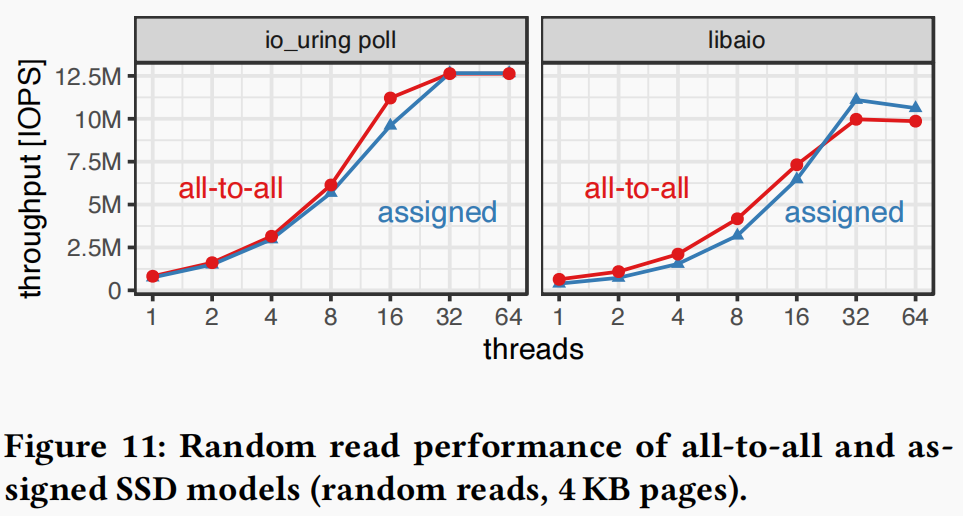 io_uring poll
libaio
throughput [IOPS]
12.5M
10M
7.5M
5M
2.5M
0
all-to-all
assigned
all-to-all
assigned
1 2 4 8 16 32 64
1 2 4 8 16 32 64
threads
Figure 11: Random read performance of all-to-all and as-
signed SSD models (random reads, 4 KB pages).